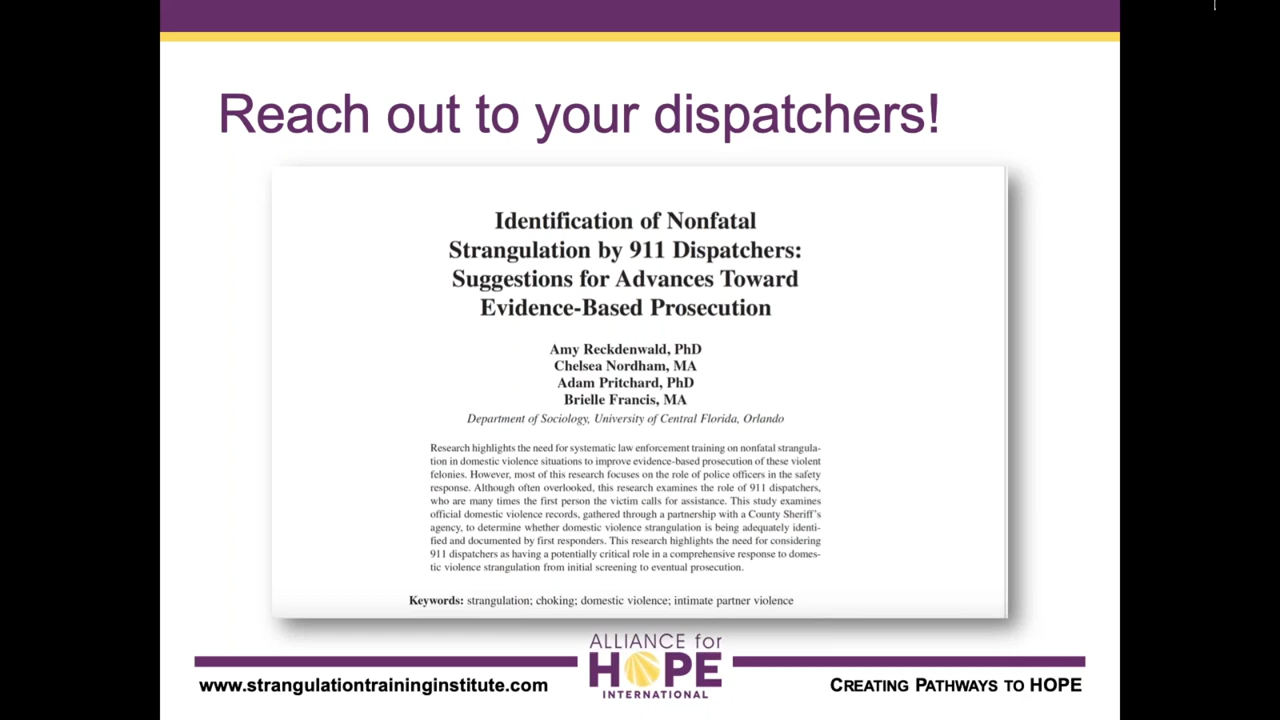 Reach out to your dispatchers!
Identification of Nonfatal
Strangulation by 911 Dispatchers:
Suggestions for Advances Toward
Evidence-Based Prosecution
Amy Reckdenwald, PhD
Chelsea Nordham, MA
Adam Pritchard, PhD
Brielle Francis, MA
Department of Sociology, University of Central Florida, Orlando
Research highlights the need for systematic law enforcement training on nonfatal strangula-
tion in domestic violence situations to improve evidence-based prosecution of these violent
felonies. However, most of this research focuses on the role of police officers in the safety
response. Although often overlooked, this research examines the role of 911 dispatchers,
who are many times the first person the victim calls for assistance. This study examines
official domestic violence records, gathered through a partnership with a County Sheriff's
agency, to determine whether domestic violence strangulation is being adequately identi-
fied and documented by first responders. This research highlights the need for considering
911 dispatchers as having a potentially critical role in a comprehensive response to domes-
tic violence strangulation from initial screening to eventual prosecution.
Keywords: strangulation; choking; domestic violence; intimate partner violence
ALLIANCE for
HOPE
INTERNATIONAL
www.strangulationtraininginstitute.com
CREATING PATHWAYS TO HOPE